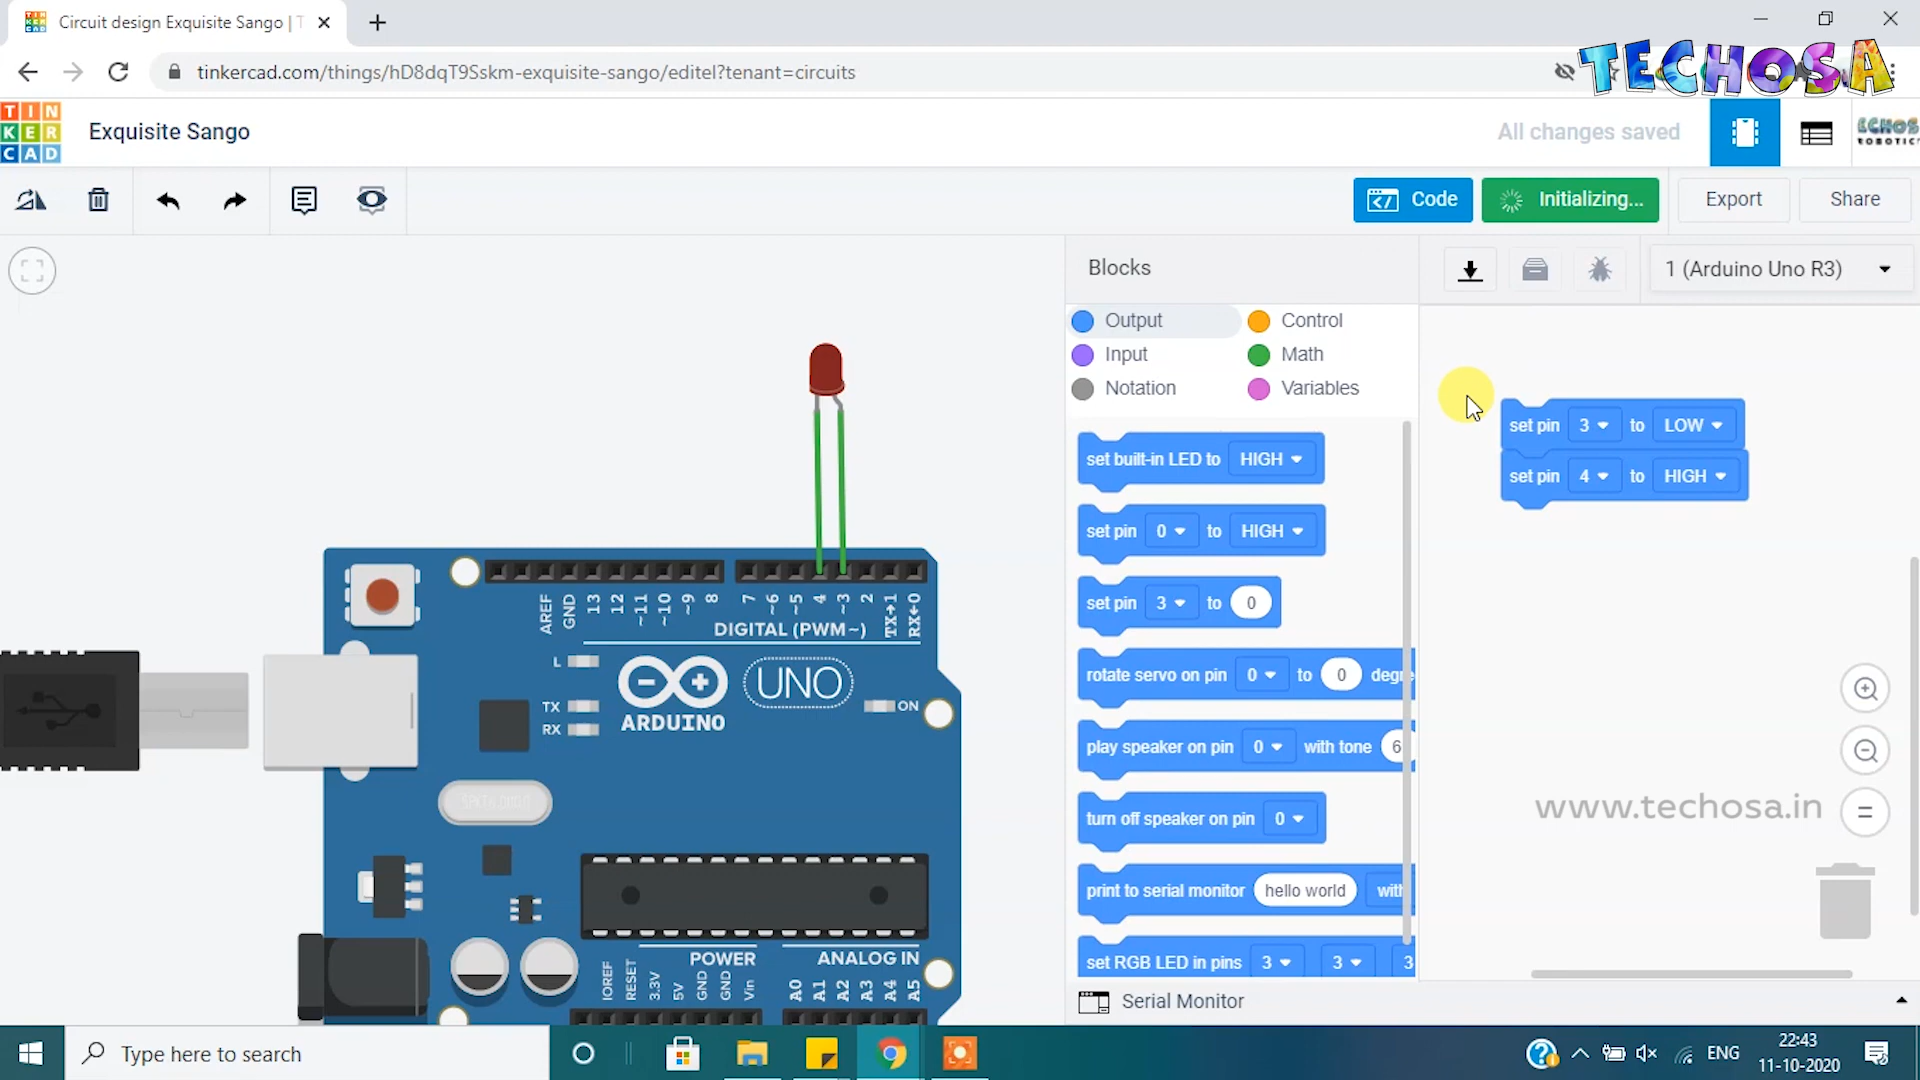 Circuit design Exquisite Sango | T
tinkercad.com/things/hD8dqT9Sskm-exquisite-sango/editel?tenant=circuits
TECHOSA
TIN
KER
CAD
Exquisite Sango
All changes saved
ECHOS
ROBOTIC
Code
Initializing...
Export
Share
Blocks
1 (Arduino Uno R3)
Output
Control
Input
Math
Notation
Variables
set pin 3 to LOW
set pin 4 to HIGH
set built-in LED to HIGH
set pin 0 to HIGH
set pin 3 to 0
rotate servo on pin 0 to 0 degre
play speaker on pin 0 with tone 6
turn off speaker on pin 0
print to serial monitor hello world with
set RGB LED in pins 3 3 3
Serial Monitor
AREF GND 13 12 ~11 ~10 ~9 8 7 ~6 ~5 4 ~3 2 TX→1 RX←0
DIGITAL (PWM~)
L
TX
RX
ARDUINO
UNO
ON
POWER
ANALOG IN
IOREF RESET 3.3V 5V GND GND Vin A0 A1 A2 A3 A4 A5
www.techosa.in
Type here to search
ENG
22:43
11-10-2020